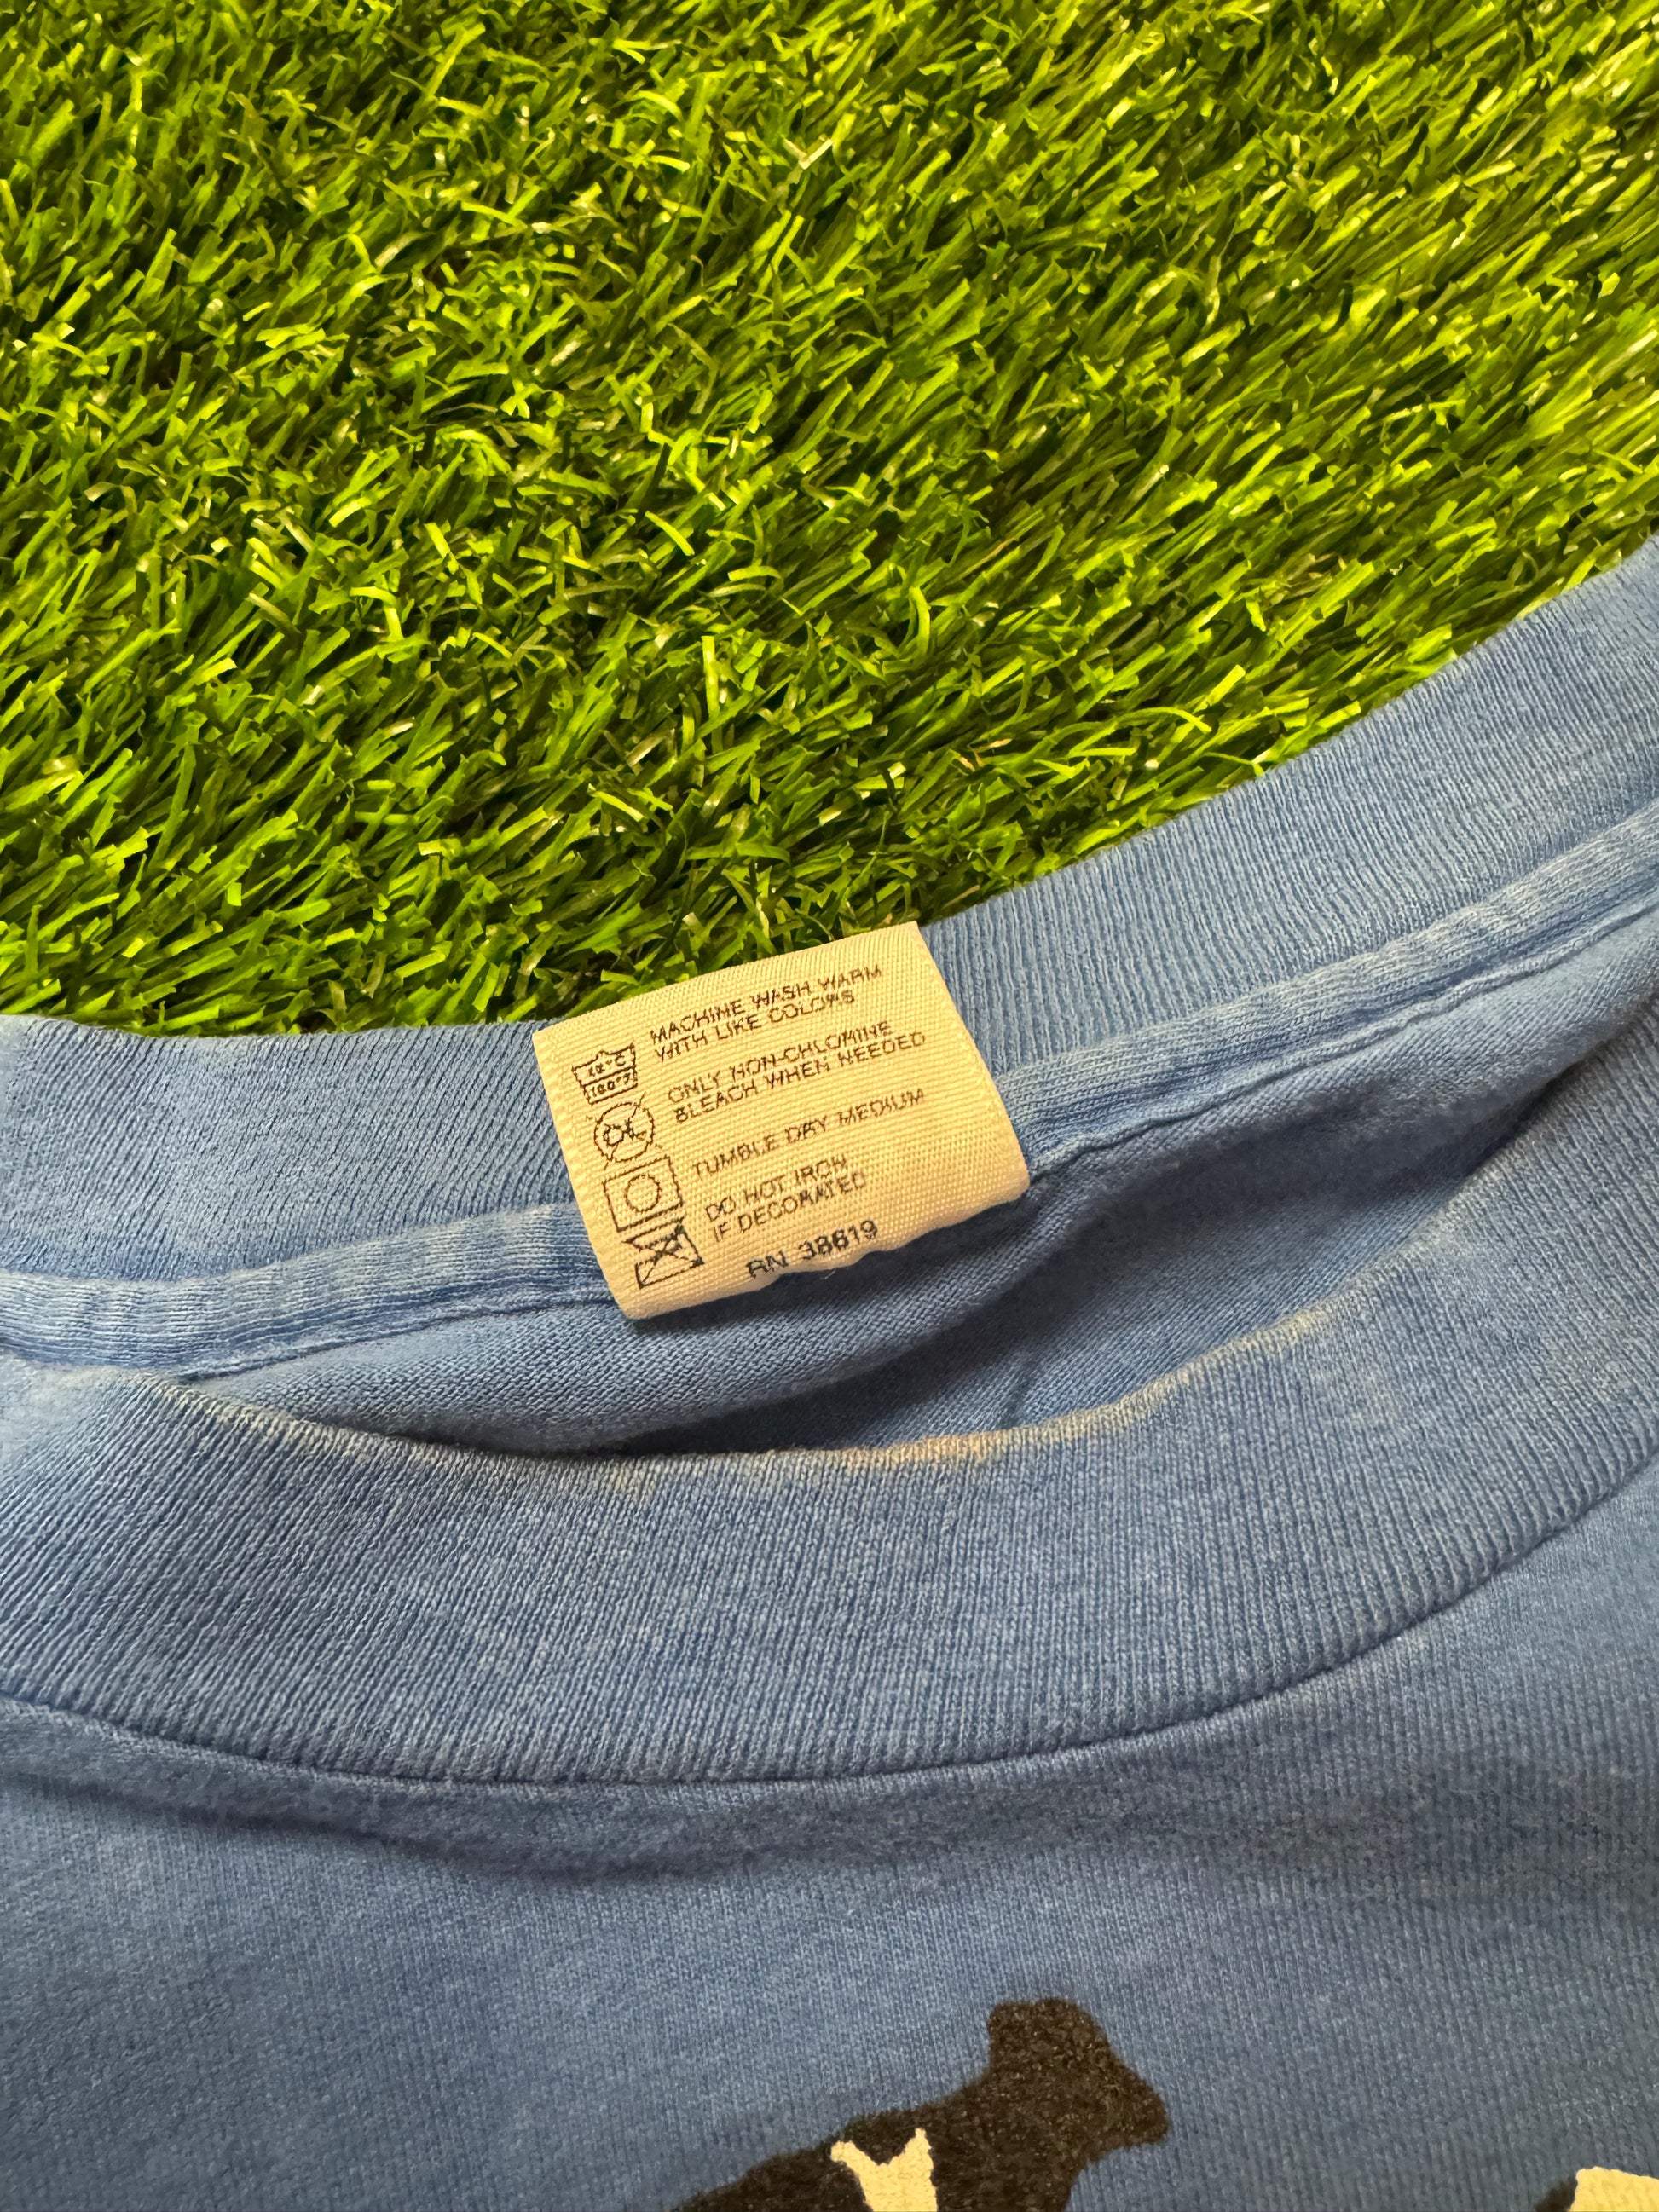 MACHINE WASH WARM
WITH LIKE COLORS
ONLY NON-CHLORINE
BLEACH WHEN NEEDED
TUMBLE DRY MEDIUM
DO NOT IRON
IF DECORATED
RN 38619